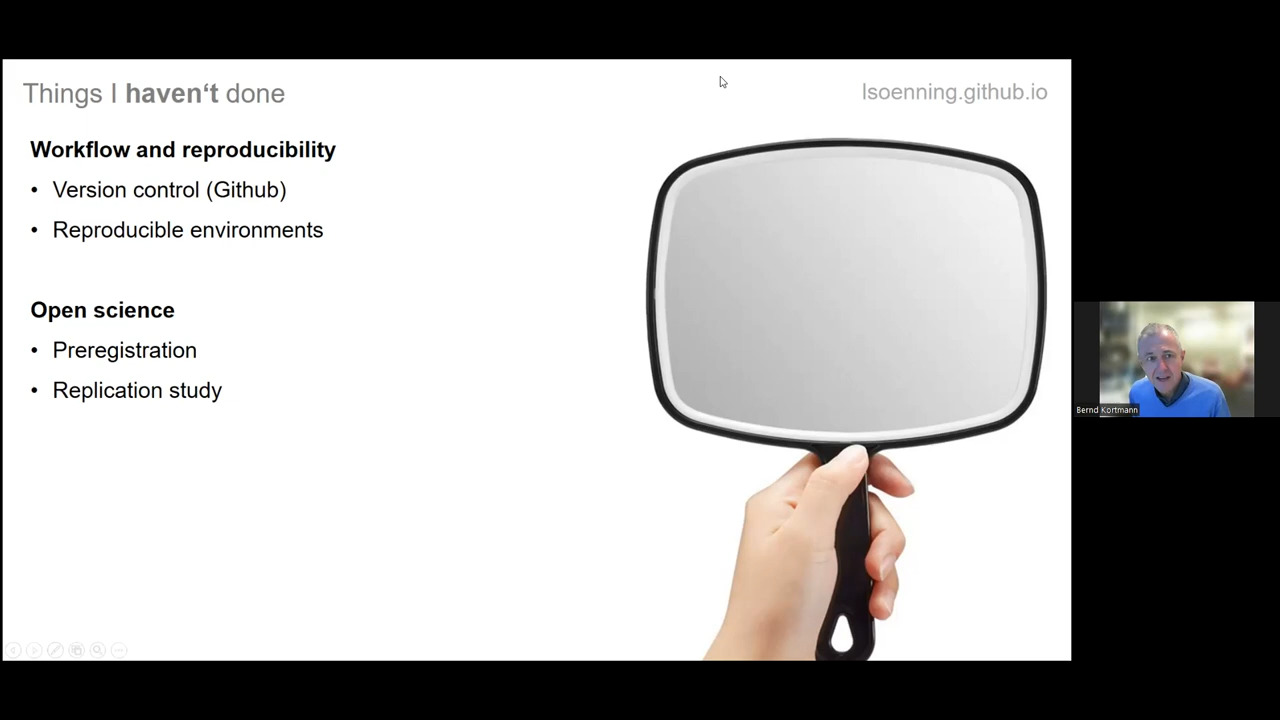 Things I haven‘t done
lsoenning.github.io
Workflow and reproducibility
• Version control (Github)
• Reproducible environments
Open science
• Preregistration
• Replication study
Bernd Kortmann